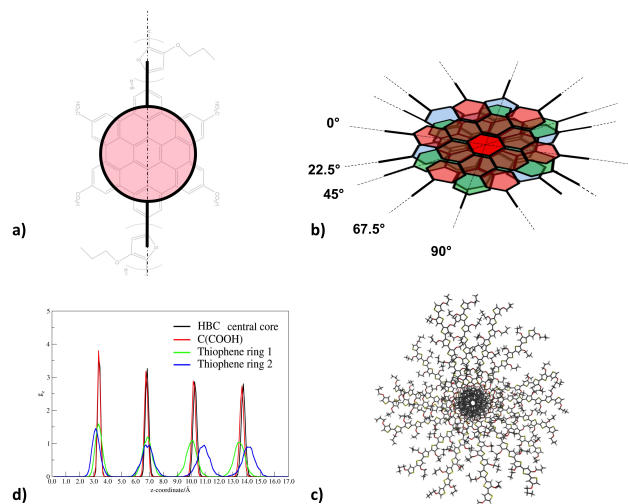 a)
0°
22.5°
45°
67.5°
90°
b)
HBC central core
C(COOH)
Thiophene ring 1
Thiophene ring 2
5
4
3
2
1
0
0.0 1.0 2.0 3.0 4.0 5.0 6.0 7.0 8.0 9.0 10.0 11.0 12.0 13.0 14.0 15.0 16.0 17.0
z-coordinate/Å
d)
c)